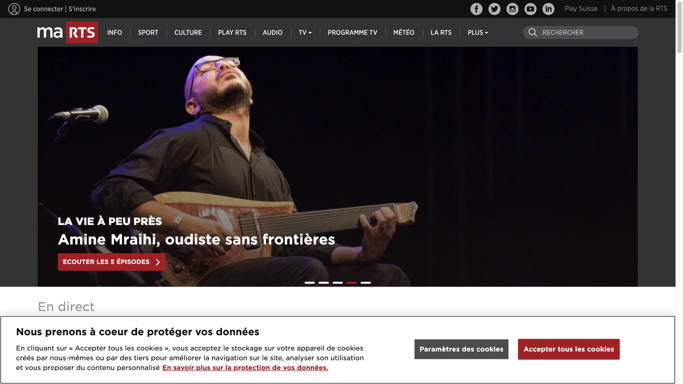 Se connecter | S'inscrire
Play Suisse | À propos de la RTS
ma RTS
INFO | SPORT | CULTURE | PLAY RTS | AUDIO | TV | PROGRAMME TV | MÉTÉO | LA RTS | PLUS
RECHERCHER
LA VIE À PEU PRÈS
Amine Mraihi, oudiste sans frontières
ECOUTER LES 5 ÉPISODES
En direct
Nous prenons à coeur de protéger vos données
En cliquant sur « Accepter tous les cookies », vous acceptez le stockage sur votre appareil de cookies
créés par nous-mêmes ou par des tiers pour améliorer la navigation sur le site, analyser son utilisation
et vous proposer du contenu personnalisé En savoir plus sur la protection de vos données.
Paramètres des cookies
Accepter tous les cookies